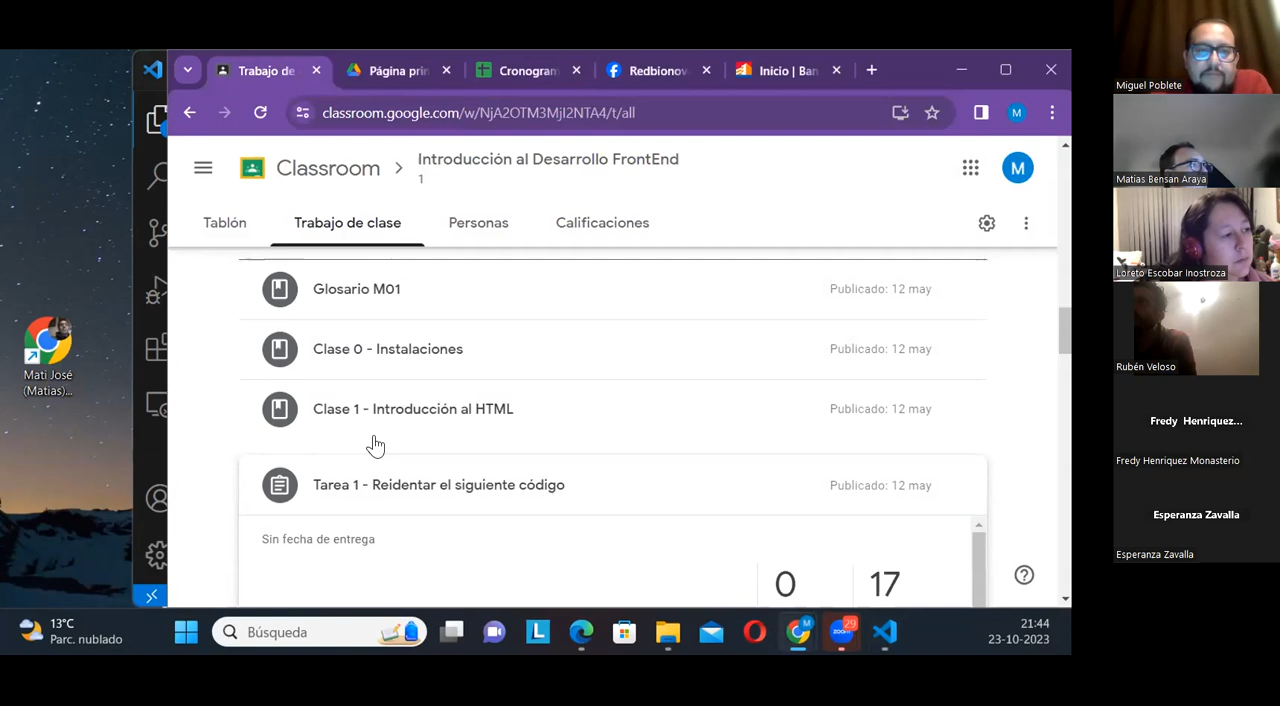 Trabajo de
Página prin
Cronogram
Redbionov
Inicio | Ban
classroom.google.com/w/NjA2OTM3MjI2NTA4/t/all
M
Classroom
Introducción al Desarrollo FrontEnd
1
M
Tablón
Trabajo de clase
Personas
Calificaciones
Glosario M01
Publicado: 12 may
Clase 0 - Instalaciones
Publicado: 12 may
Clase 1 - Introducción al HTML
Publicado: 12 may
Tarea 1 - Reidentar el siguiente código
Publicado: 12 may
Sin fecha de entrega
0
17
Mati José
(Matias)...
13°C
Parc. nublado
Búsqueda
L
M
29
zoom
21:44
23-10-2023
Miguel Poblete
Matias Bensan Araya
Loreto Escobar Inostroza
Rubén Veloso
Fredy Henriquez...
Fredy Henriquez Monasterio
Esperanza Zavalla
Esperanza Zavalla